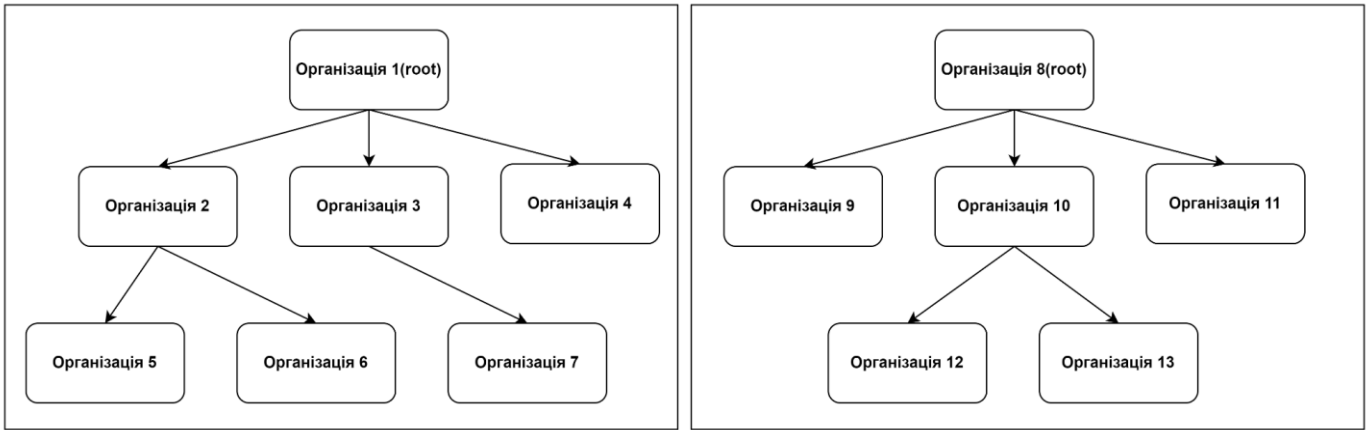 Організація 1(root)
Організація 2
Організація 3
Організація 4
Організація 5
Організація 6
Організація 7
Організація 8(root)
Організація 9
Організація 10
Організація 11
Організація 12
Організація 13